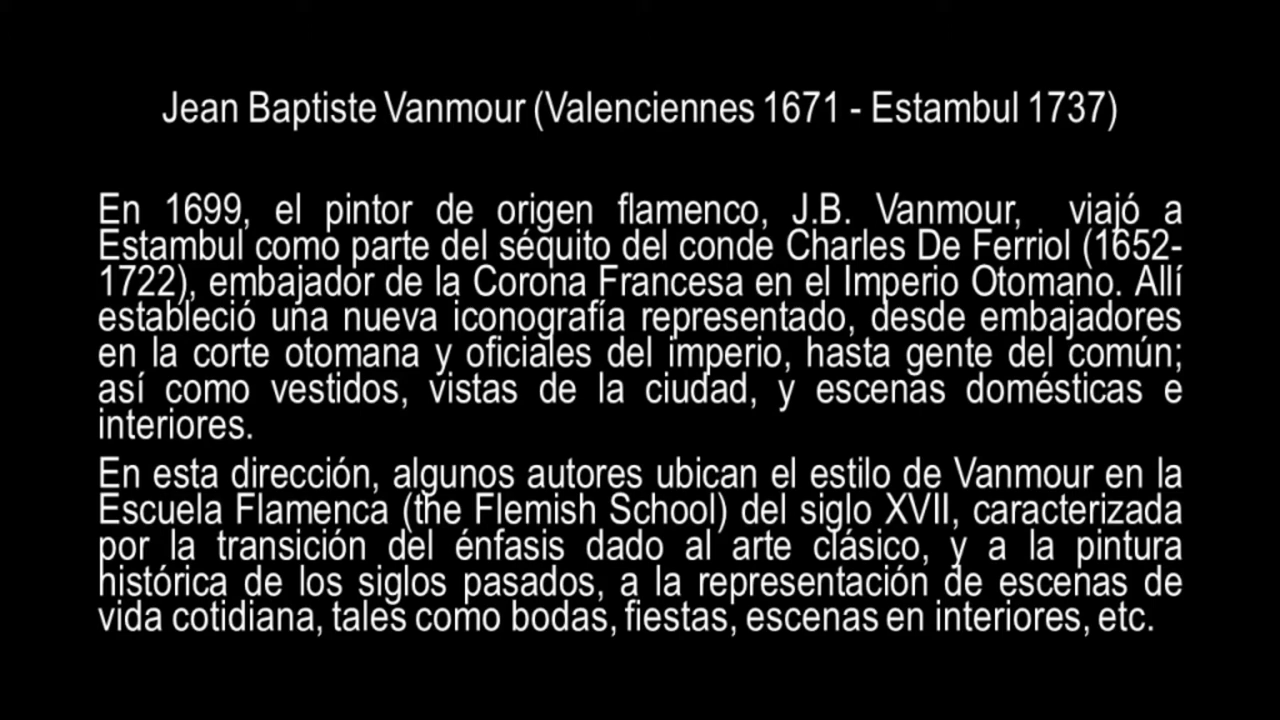 Jean Baptiste Vanmour (Valenciennes 1671 - Estambul 1737)
En 1699, el pintor de origen flamenco, J.B. Vanmour, viajó a
Estambul como parte del séquito del conde Charles De Ferriol (1652-
1722), embajador de la Corona Francesa en el Imperio Otomano. Allí
estableció una nueva iconografía representado, desde embajadores
en la corte otomana y oficiales del imperio, hasta gente del común;
así como vestidos, vistas de la ciudad, y escenas domésticas e
interiores.
En esta dirección, algunos autores ubican el estilo de Vanmour en la
Escuela Flamenca (the Flemish School) del siglo XVII, caracterizada
por la transición del énfasis dado al arte clásico, y a la pintura
histórica de los siglos pasados, a la representación de escenas de
vida cotidiana, tales como bodas, fiestas, escenas en interiores, etc.